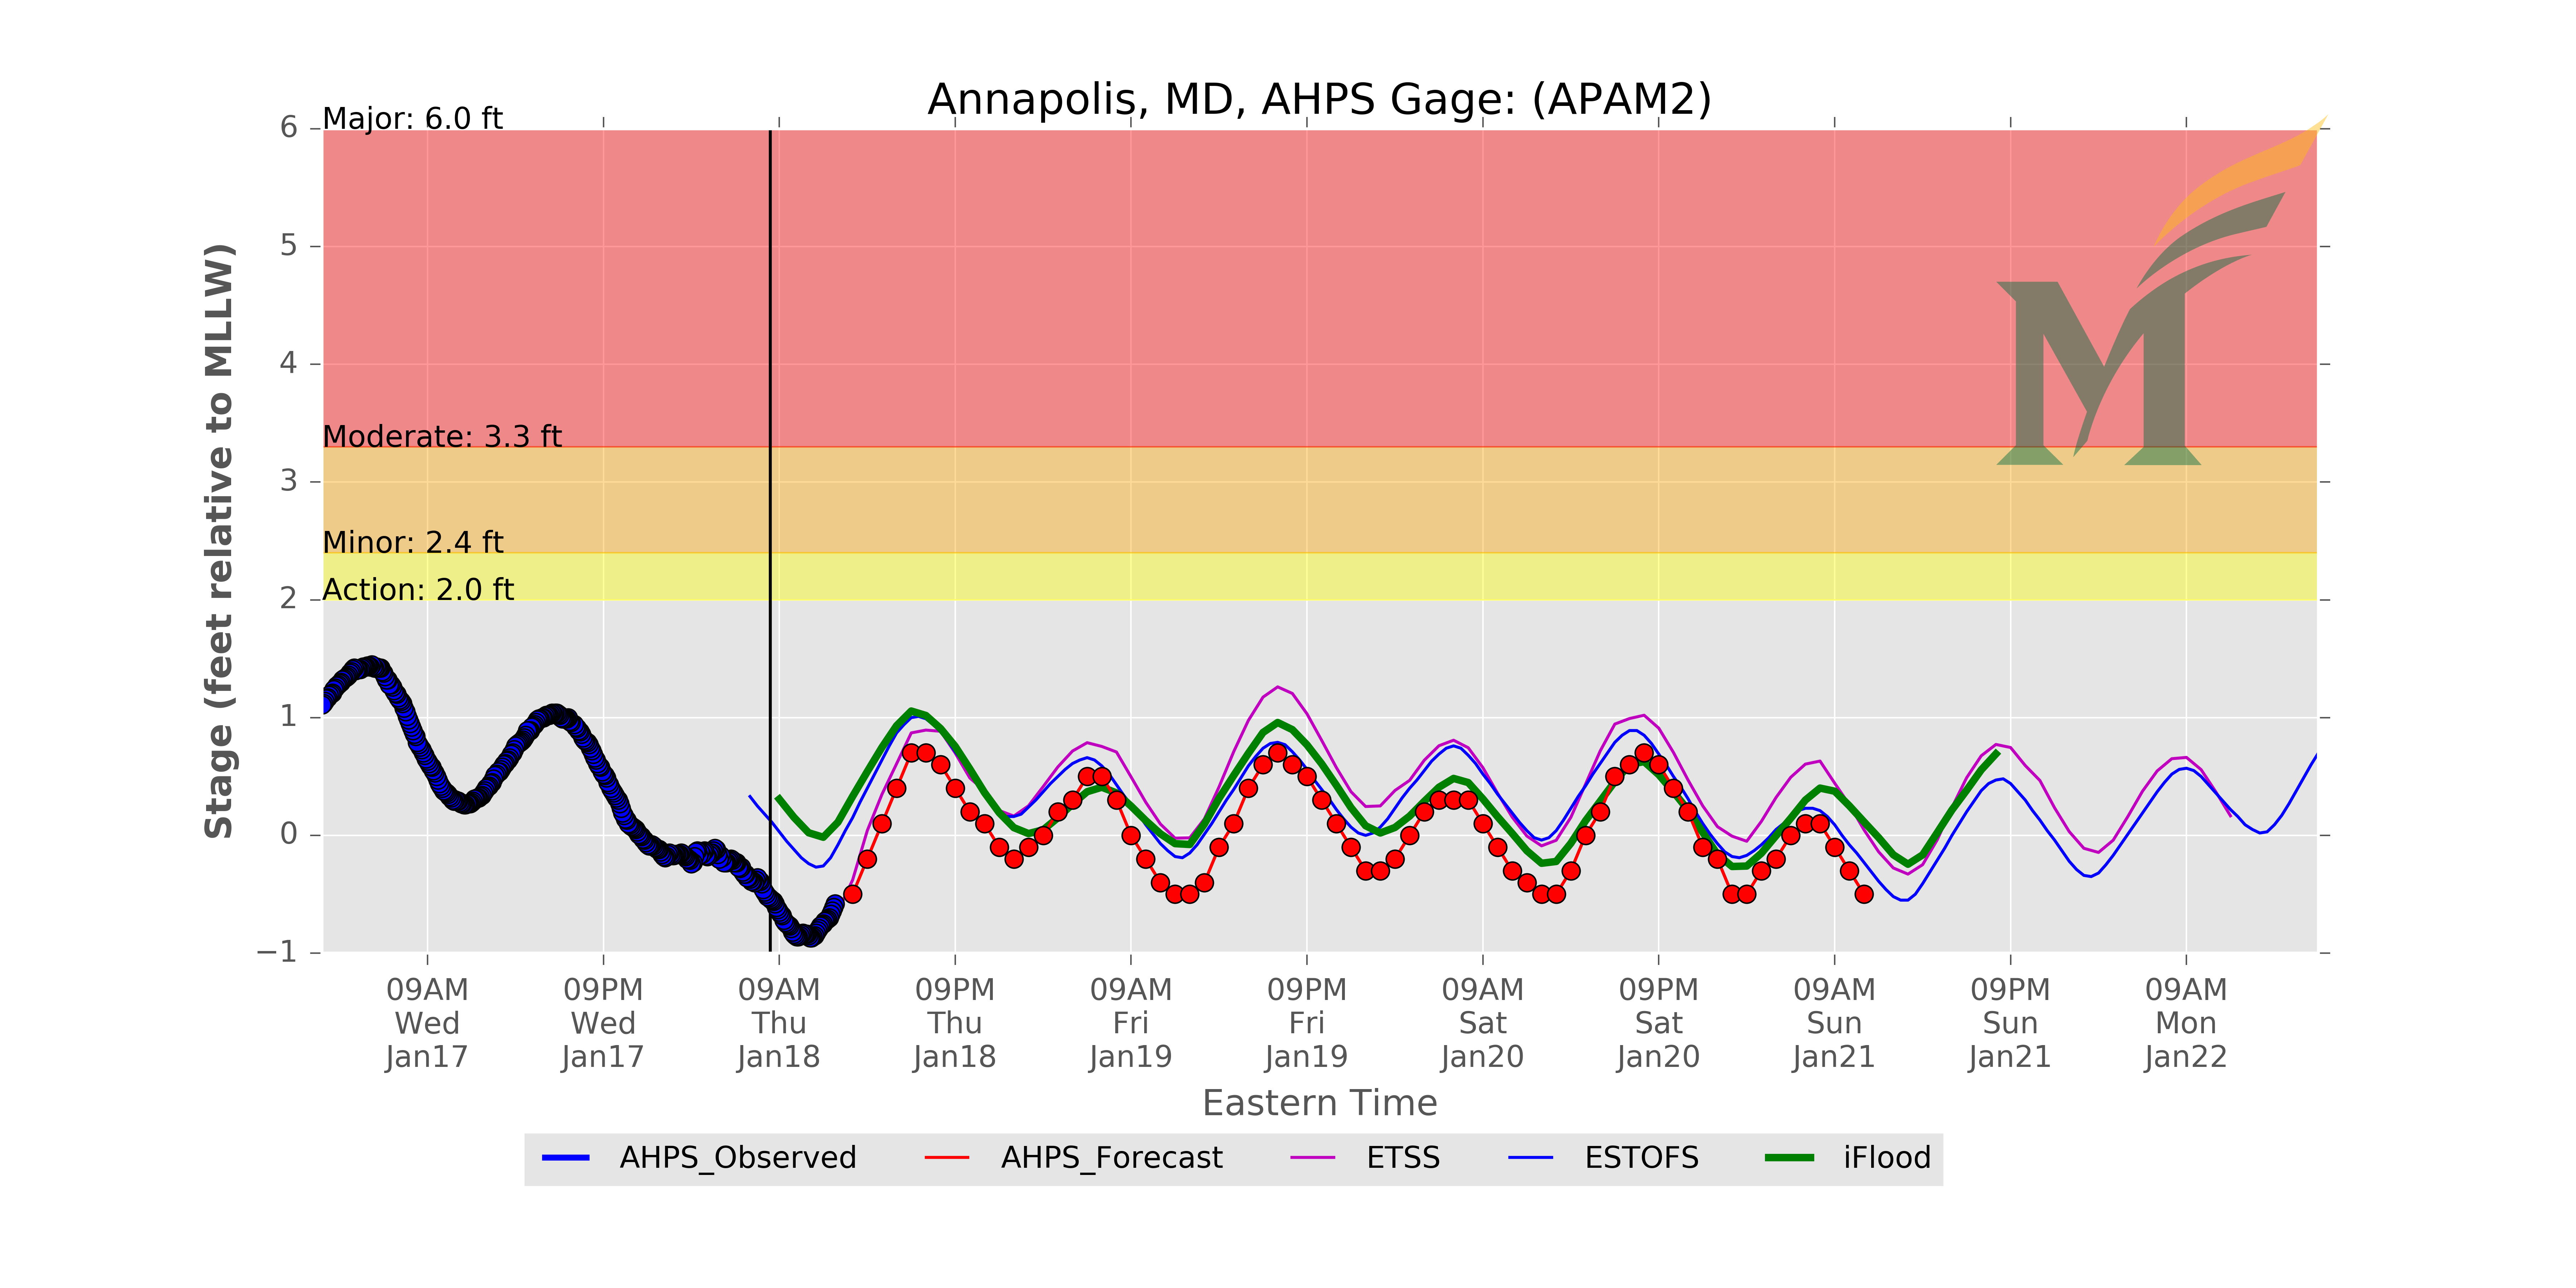 Annapolis, MD, AHPS Gage: (APAM2)
Major: 6.0 ft
Moderate: 3.3 ft
Minor: 2.4 ft
Action: 2.0 ft
6
5
4
3
2
1
0
−1
Stage (feet relative to MLLW)
09AM Wed Jan17
09PM Wed Jan17
09AM Thu Jan18
09PM Thu Jan18
09AM Fri Jan19
09PM Fri Jan19
09AM Sat Jan20
09PM Sat Jan20
09AM Sun Jan21
09PM Sun Jan21
09AM Mon Jan22
Eastern Time
AHPS_Observed AHPS_Forecast ETSS ESTOFS iFlood
M